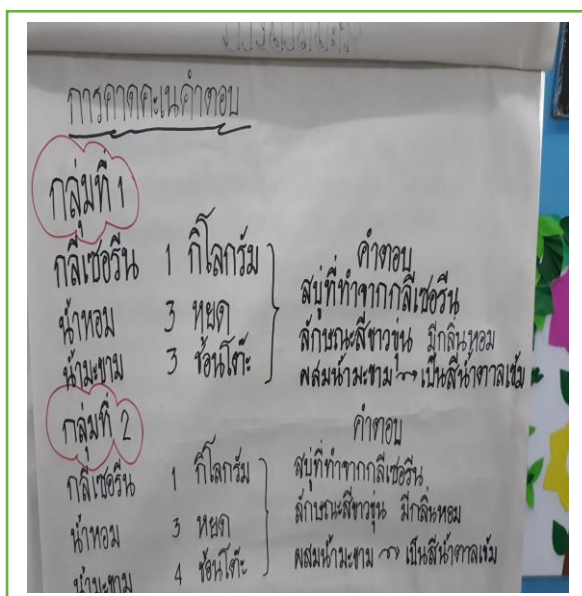 การคาดคะเนคำตอบ
กลุ่มที่ 1
กลีเซอรีน 1 กิโลกรัม
น้ำหอม 3 หยด
น้ำมะขาม 3 ช้อนโต๊ะ
คำตอบ
สบู่ที่ทำจากกลีเซอรีน
ลักษณะสีขาวขุ่น มีกลิ่นหอม
ผสมน้ำมะขาม → เป็นสีน้ำตาลเข้ม
กลุ่มที่ 2
กลีเซอรีน 1 กิโลกรัม
น้ำหอม 3 หยด
น้ำมะขาม 4 ช้อนโต๊ะ
คำตอบ
สบู่ที่ทำจากกลีเซอรีน
ลักษณะสีขาวขุ่น มีกลิ่นหอม
ผสมน้ำมะขาม → เป็นสีน้ำตาลเข้ม